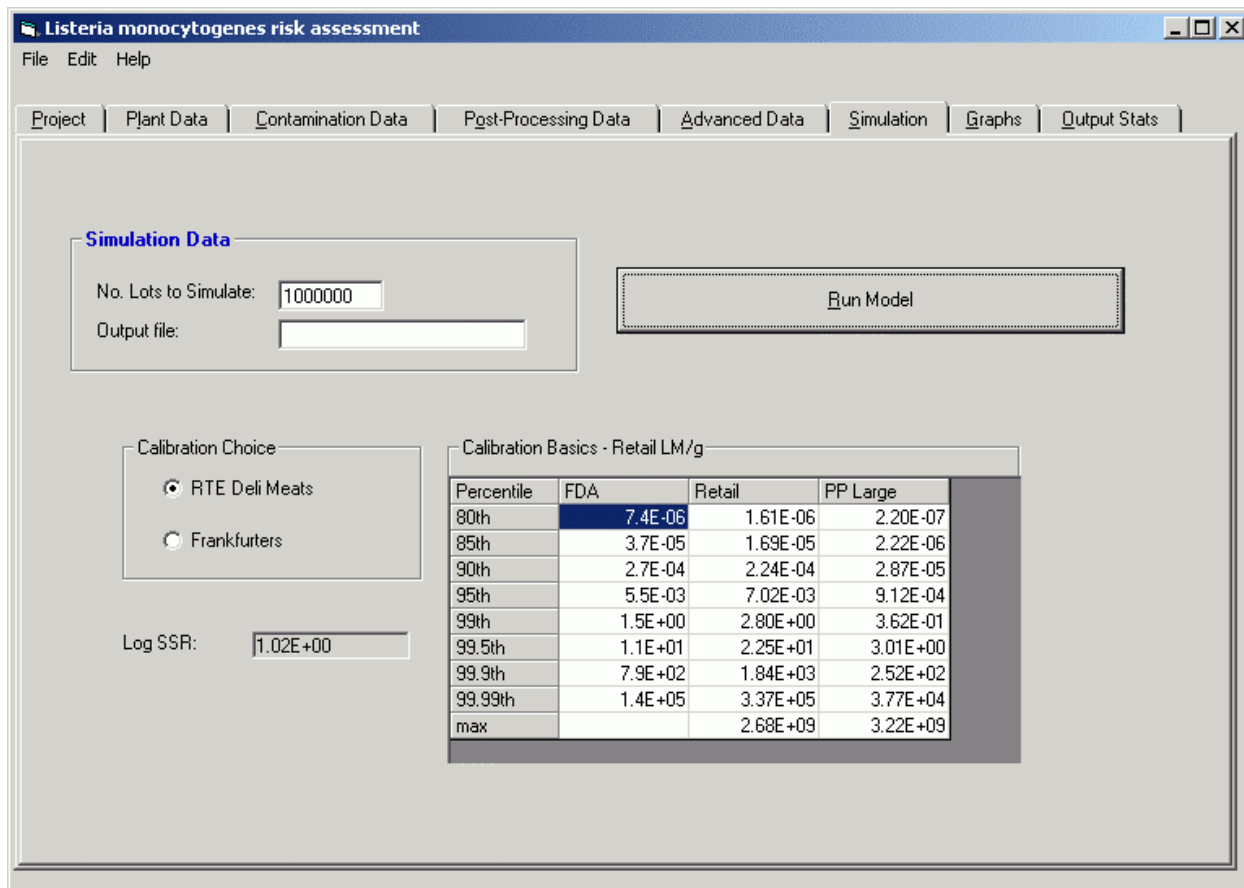 Listeria monocytogenes risk assessment
File Edit Help
Project Plant Data Contamination Data Post-Processing Data Advanced Data Simulation Graphs Output Stats
Simulation Data
No. Lots to Simulate: 1000000
Output file:
Run Model
Calibration Choice
RTE Deli Meats
Frankfurters
Log SSR: 1.02E+00
Calibration Basics - Retail LM/g
Percentile FDA Retail PP Large
80th 7.4E-06 1.61E-06 2.20E-07
85th 3.7E-05 1.69E-05 2.22E-06
90th 2.7E-04 2.24E-04 2.87E-05
95th 5.5E-03 7.02E-03 9.12E-04
99th 1.5E+00 2.80E+00 3.62E-01
99.5th 1.1E+01 2.25E+01 3.01E+00
99.9th 7.9E+02 1.84E+03 2.52E+02
99.99th 1.4E+05 3.37E+05 3.77E+04
max 2.68E+09 3.22E+09